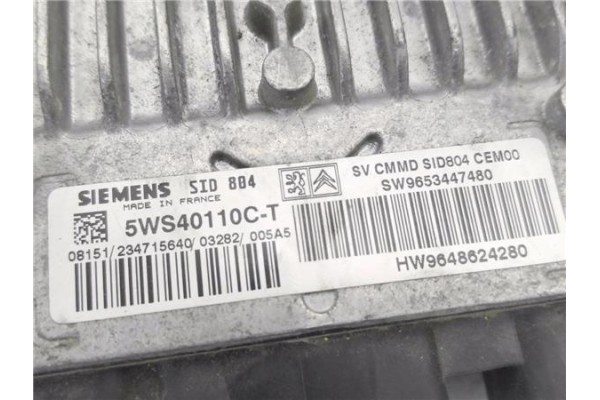 SIEMENS SID 804
MADE IN FRANCE
5WS40110C-T
08151/234715640/03282/005A5
SV CMMD SID804 CEM00
SW9653447480
HW9648624280